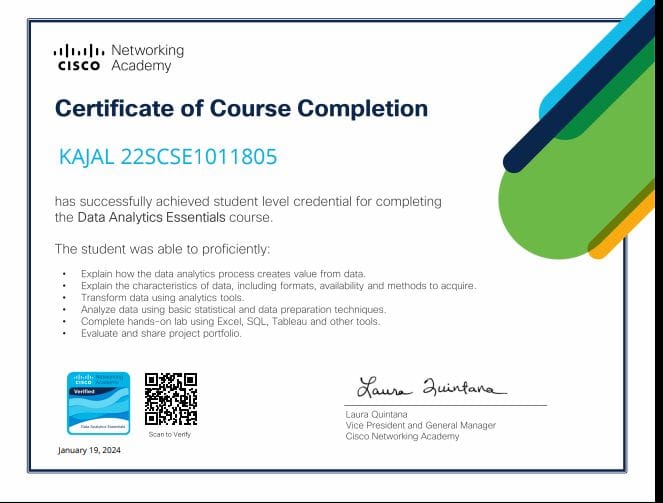 CISCO Networking Academy
Certificate of Course Completion
KAJAL 22SCSE1011805
has successfully achieved student level credential for completing
the Data Analytics Essentials course.
The student was able to proficiently:
• Explain how the data analytics process creates value from data.
• Explain the characteristics of data, including formats, availability and methods to acquire.
• Transform data using analytics tools.
• Analyze data using basic statistical and data preparation techniques.
• Complete hands-on lab using Excel, SQL, Tableau and other tools.
• Evaluate and share project portfolio.
CISCO Networking Academy
Verified
Data Analytics Essentials
Scan to Verify
January 19, 2024
Laura Quintana
Laura Quintana
Vice President and General Manager
Cisco Networking Academy